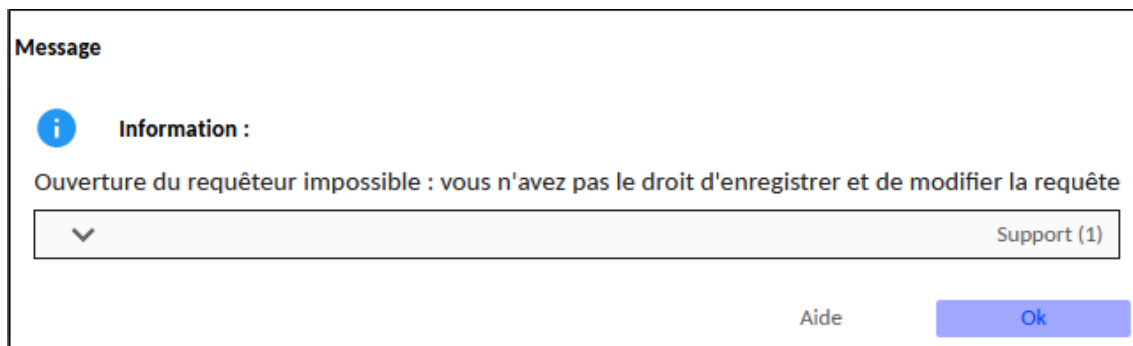 Message
Information :
Ouverture du requêteur impossible : vous n'avez pas le droit d'enregistrer et de modifier la requête
Support (1)
Aide Ok